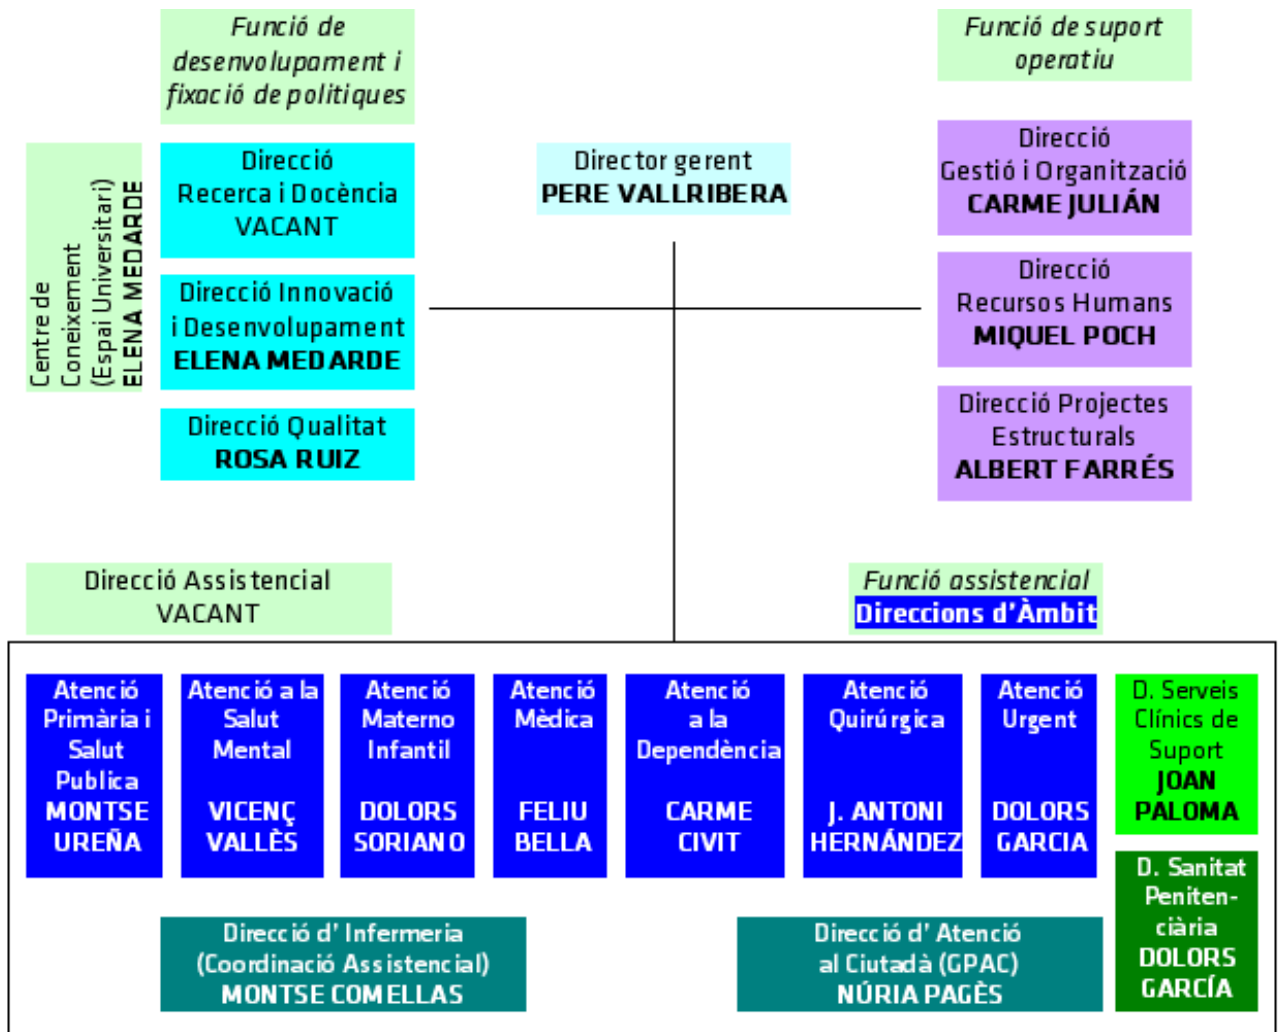 Funció de
desenvolupament i
fixació de politiques
Funció de suport
operatiu
Centre de
Coneixement
(Espai Universitari)
ELENA MEDARDE
Direcció
Recerca i Docència
VACANT
Direcció Innovació
i Desenvolupament
ELENA MEDARDE
Direcció Qualitat
ROSA RUIZ
Director gerent
PERE VALLRIBERA
Direcció
Gestió i Organització
CARME JULIÁN
Direcció
Recursos Humans
MIQUEL POCH
Direcció Projectes
Estructurals
ALBERT FARRÉS
Direcció Assistencial
VACANT
Funció assistencial
Direccions d'Àmbit
Atenció
Primària i
Salut
Publica
MONTSE
UREÑA
Atenció a la
Salut
Mental
VICENÇ
VALLÈS
Atenció
Materno
Infantil
DOLORS
SORIANO
Atenció
Mèdica
FELIU
BELLA
Atenció
a la
Dependència
CARME
CIVIT
Atenció
Quirúrgica
J. ANTONI
HERNÁNDEZ
Atenció
Urgent
DOLORS
GARCIA
D. Serveis
Clínics de
Suport
JOAN
PALOMA
D. Sanitat
Peniten-
ciària
DOLORS
GARCÍA
Direcció d' Infermeria
(Coordinació Assistencial)
MONTSE COMELLAS
Direcció d' Atenció
al Ciutadà (GPAC)
NÚRIA PAGÈS